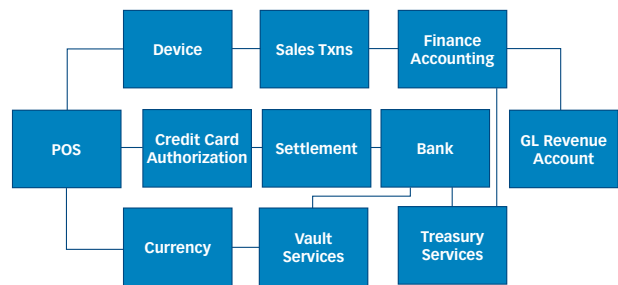 Device
Sales Txns
Finance
Accounting
POS
Credit Card
Authorization
Settlement
Bank
GL Revenue
Account
Currency
Vault
Services
Treasury
Services